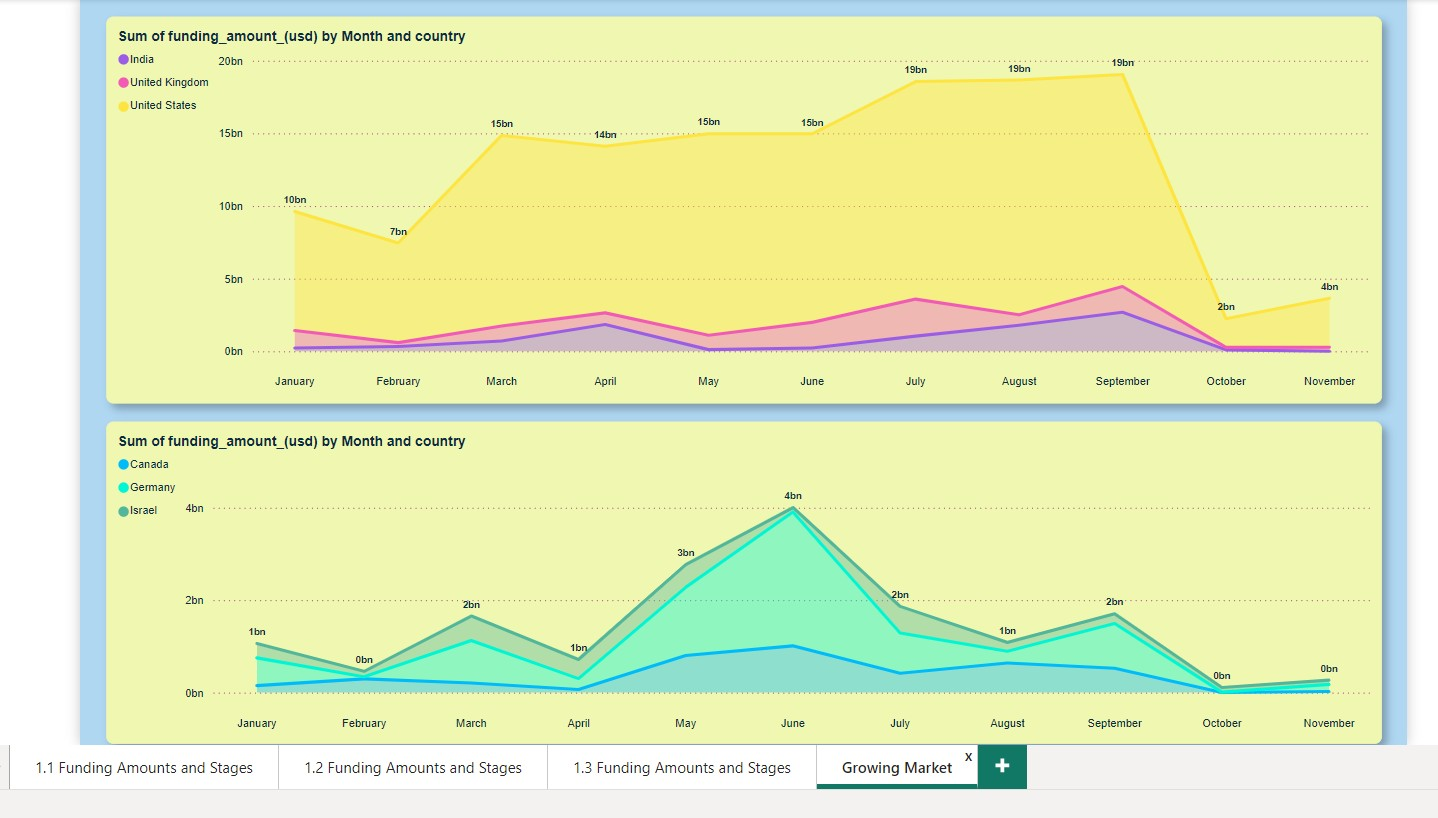 Sum of funding_amount_(usd) by Month and country
India
United Kingdom
United States
20bn
15bn
10bn
5bn
0bn
10bn
7bn
15bn
14bn
15bn
15bn
19bn
19bn
19bn
2bn
4bn
January February March April May June July August September October November
Sum of funding_amount_(usd) by Month and country
Canada
Germany
Israel
4bn
2bn
0bn
1bn
0bn
2bn
1bn
3bn
4bn
2bn
1bn
2bn
0bn
0bn
January February March April May June July August September October November
1.1 Funding Amounts and Stages 1.2 Funding Amounts and Stages 1.3 Funding Amounts and Stages Growing Market X +